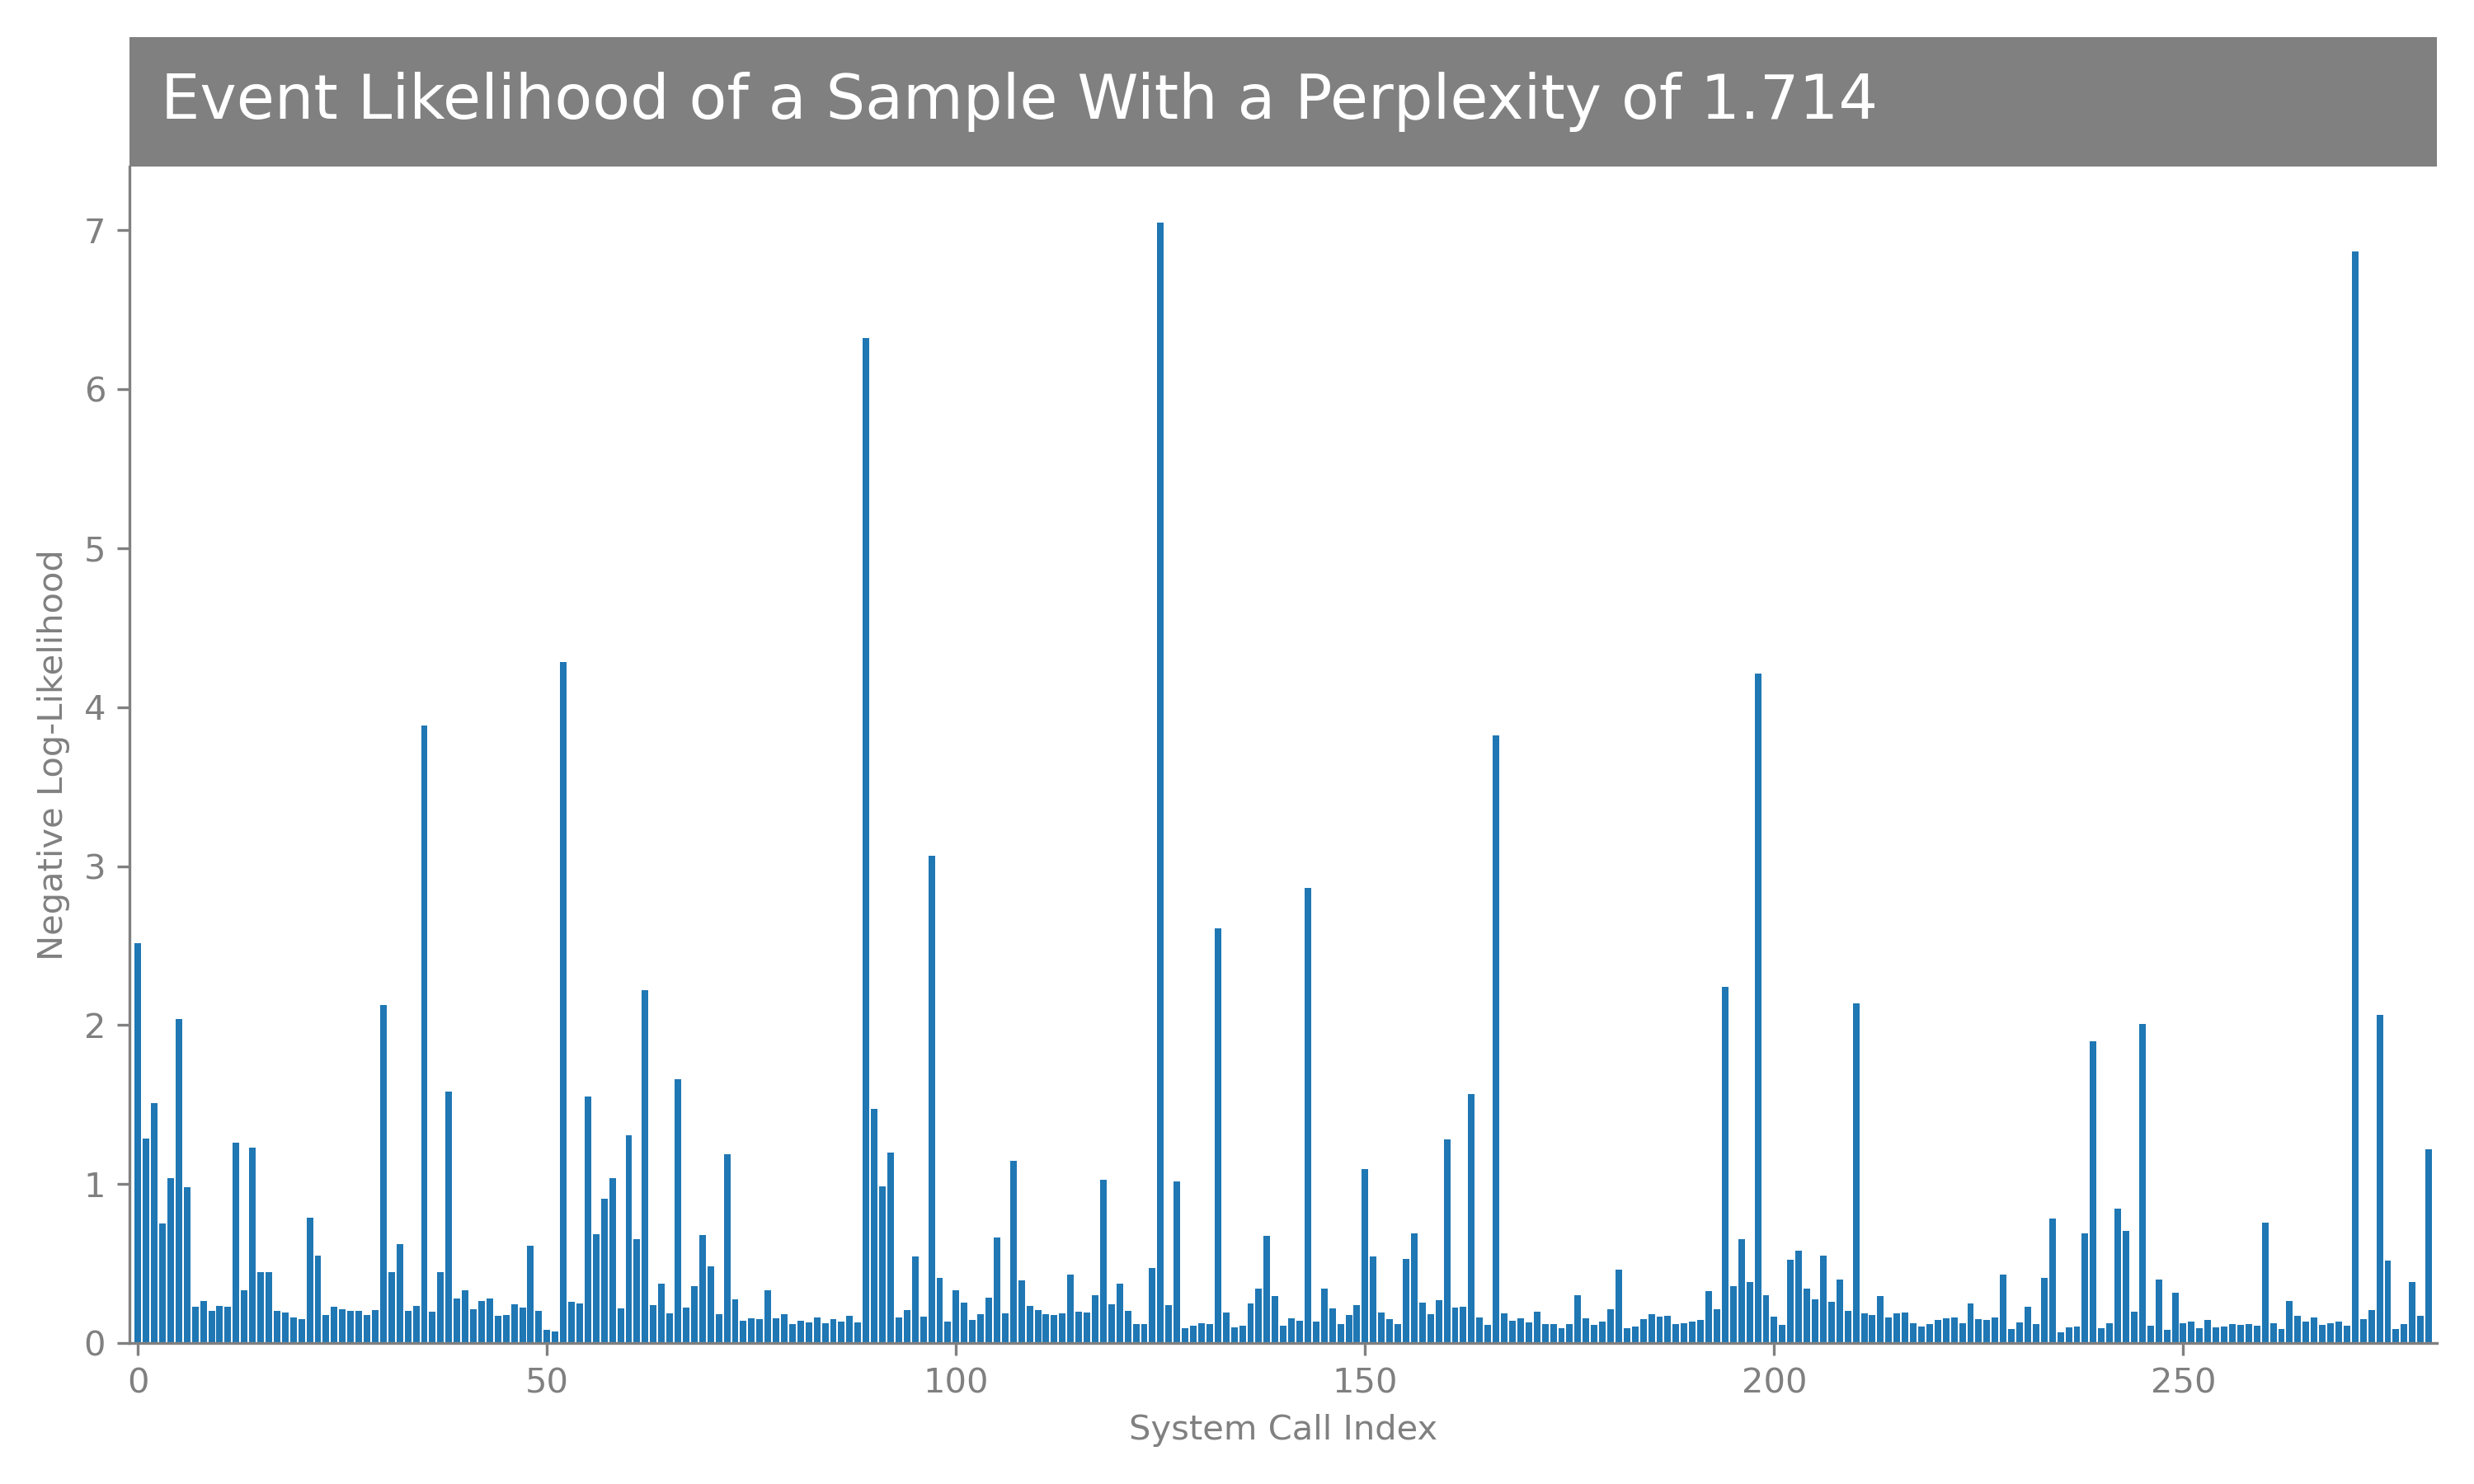 Event Likelihood of a Sample With a Perplexity of 1.714
7
6
5
4
3
2
1
0
Negative Log-Likelihood
0 50 100 150 200 250
System Call Index